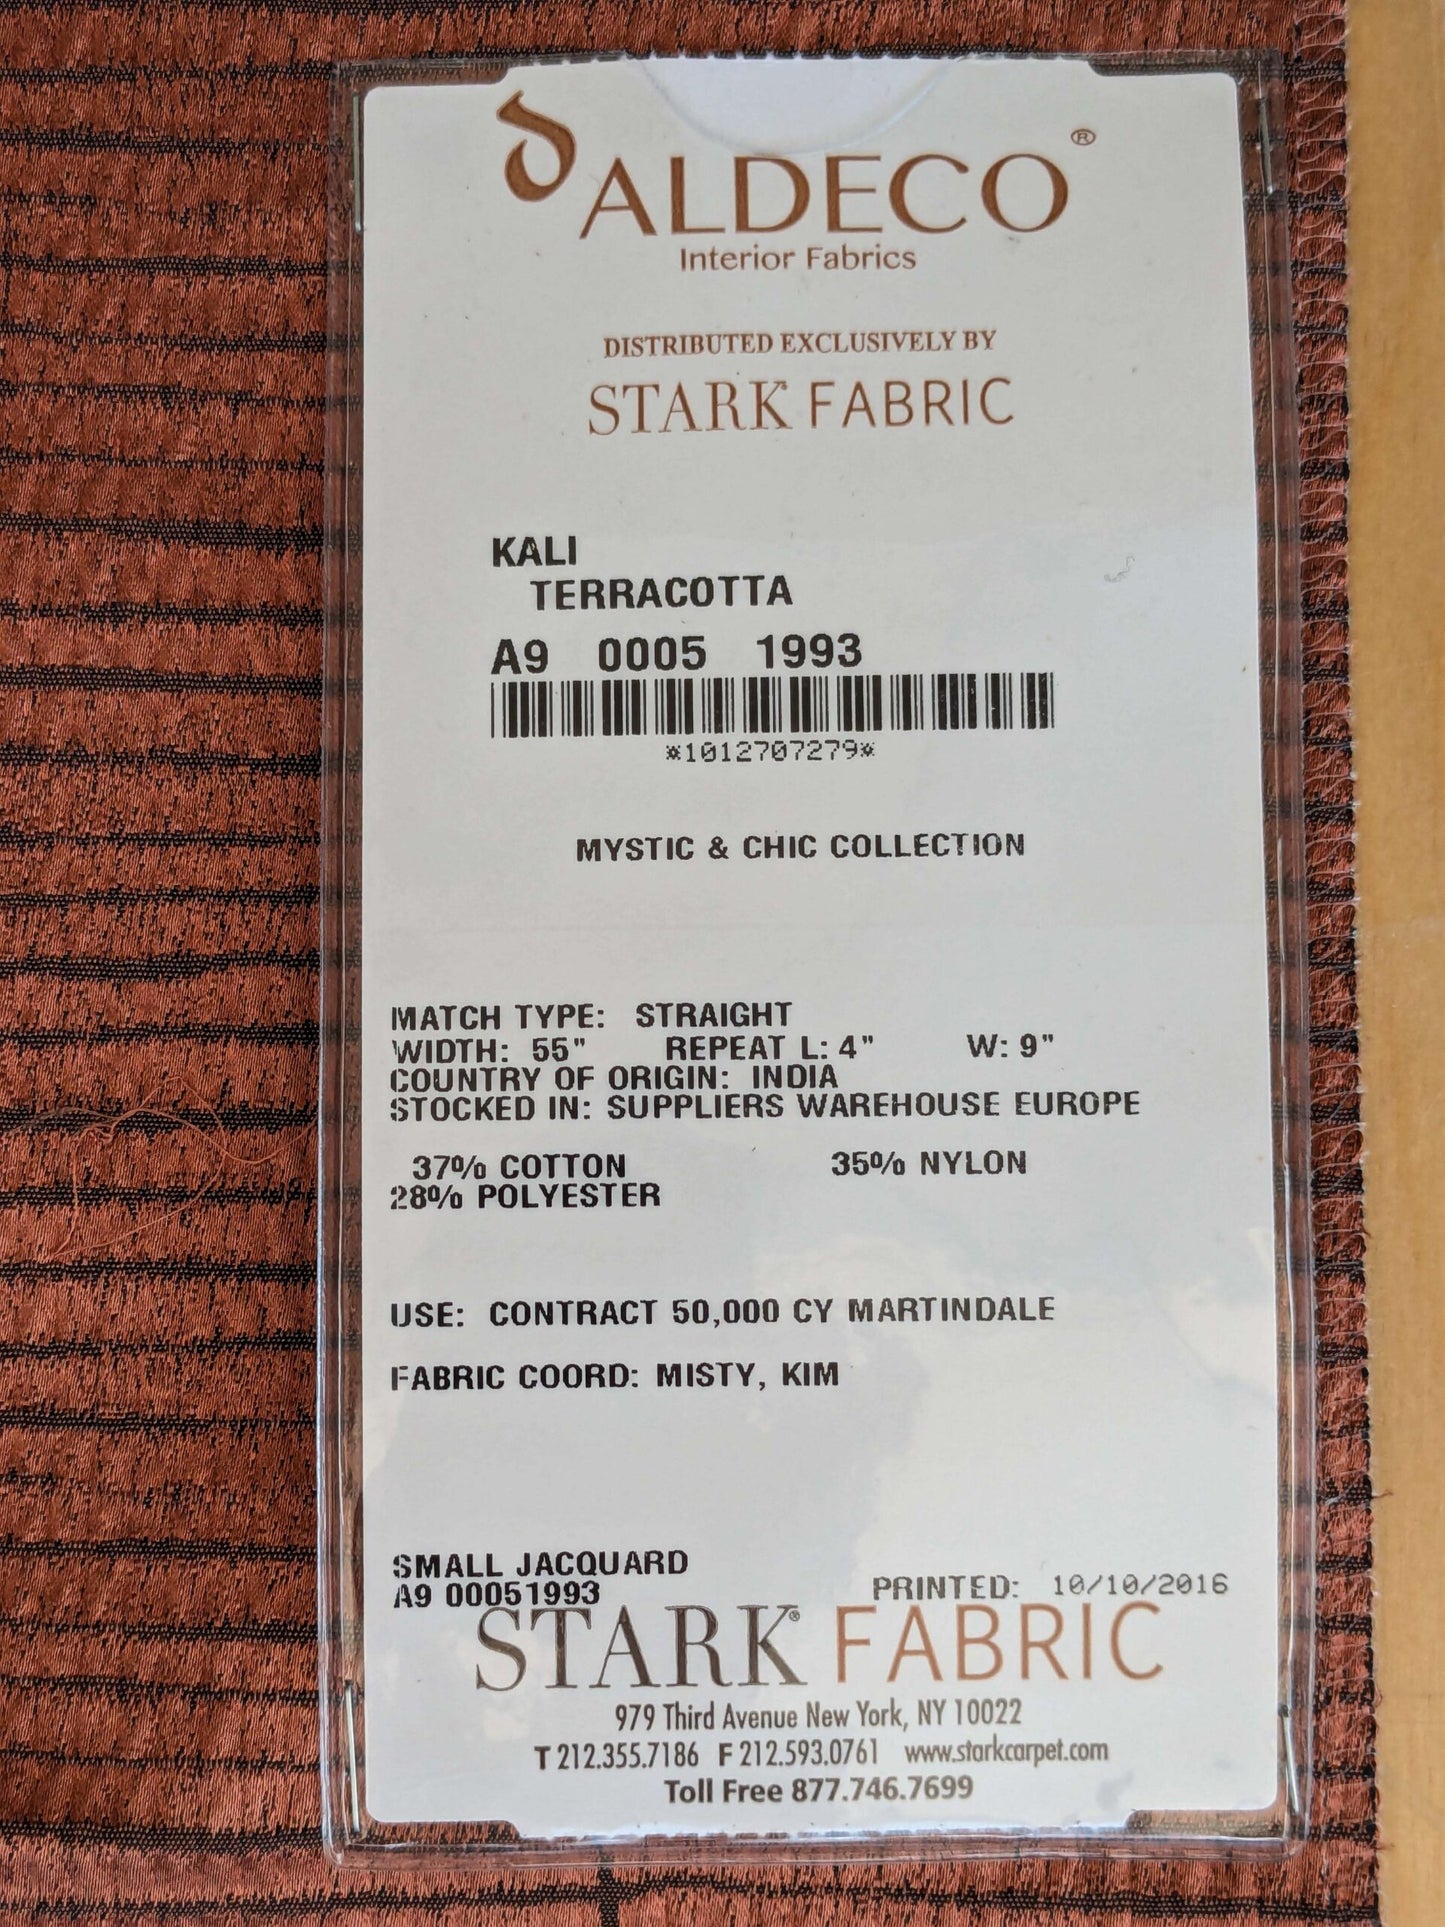 ALDECO®
Interior Fabrics
DISTRIBUTED EXCLUSIVELY BY
STARK FABRIC
KALI
TERRACOTTA
A9 0005 1993
*1012707279*
MYSTIC & CHIC COLLECTION
MATCH TYPE: STRAIGHT
WIDTH: 55" REPEAT L: 4" W: 9"
COUNTRY OF ORIGIN: INDIA
STOCKED IN: SUPPLIERS WAREHOUSE EUROPE
37% COTTON 35% NYLON
28% POLYESTER
USE: CONTRACT 50,000 CY MARTINDALE
FABRIC COORD: MISTY, KIM
SMALL JACQUARD
A9 00051993 PRINTED: 10/10/2016
STARK® FABRIC
979 Third Avenue New York, NY 10022
T 212.355.7186 F 212.593.0761 www.starkcarpet.com
Toll Free 877.746.7699